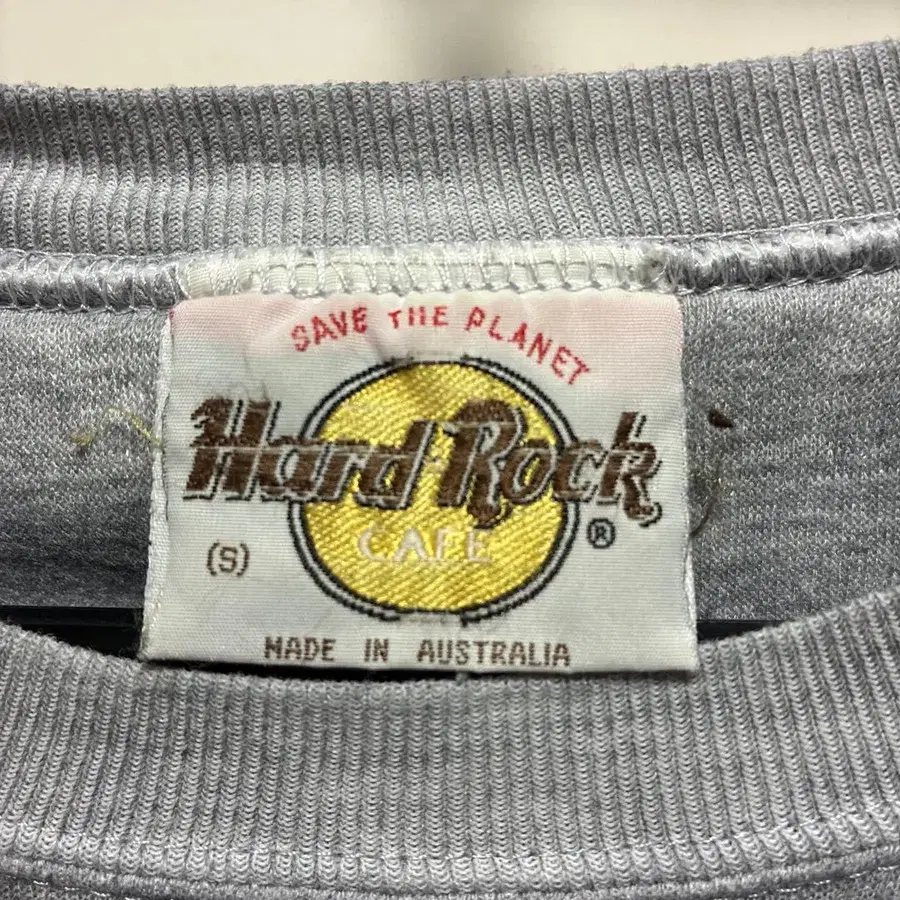 SAVE THE PLANET
Hard Rock
CAFE
®
(S)
MADE IN AUSTRALIA